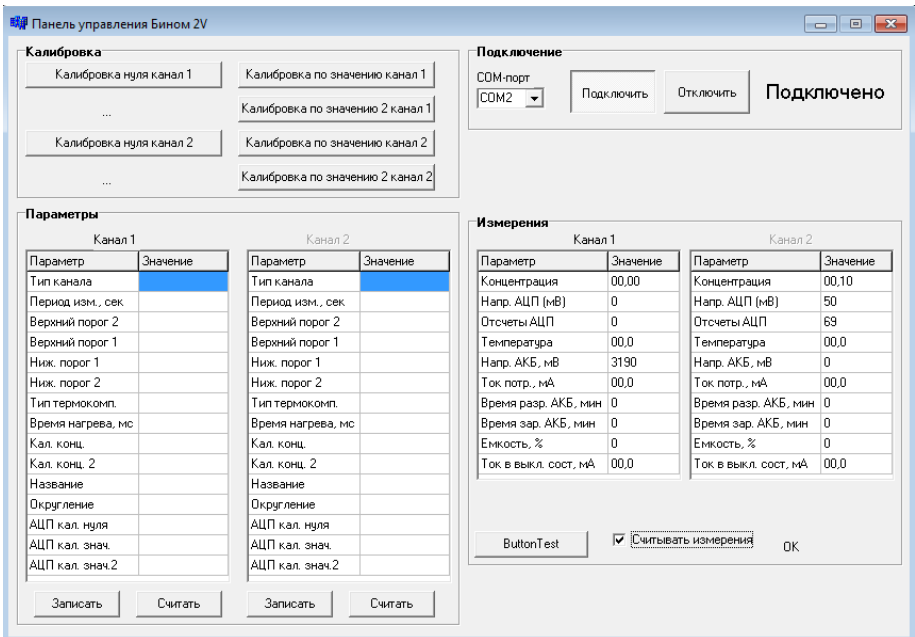 Панель управления Бином 2V
Калибровка
Калибровка нуля канал 1
Калибровка по значению канал 1
...
Калибровка по значению 2 канал 1
Калибровка нуля канал 2
Калибровка по значению канал 2
...
Калибровка по значению 2 канал 2
Подключение
COM-порт
COM2
Подключить
Отключить
Подключено
Параметры
Канал 1
Параметр Значение
Тип канала
Период изм., сек
Верхний порог 2
Верхний порог 1
Ниж. порог 1
Ниж. порог 2
Тип термокомп.
Время нагрева, мс
Кал. конц.
Кал. конц. 2
Название
Округление
АЦП кал. нуля
АЦП кал. знач.
АЦП кал. знач.2
Записать Считать
Канал 2
Параметр Значение
Тип канала
Период изм., сек
Верхний порог 2
Верхний порог 1
Ниж. порог 1
Ниж. порог 2
Тип термокомп.
Время нагрева, мс
Кал. конц.
Кал. конц. 2
Название
Округление
АЦП кал. нуля
АЦП кал. знач.
АЦП кал. знач.2
Записать Считать
Измерения
Канал 1
Параметр Значение
Концентрация 00,00
Напр. АЦП (мВ) 0
Отсчеты АЦП 0
Температура 00,0
Напр. АКБ, мВ 3190
Ток потр., мА 00,0
Время разр. АКБ, мин 0
Время зар. АКБ, мин 0
Емкость, % 0
Ток в выкл. сост, мА 00,0
Канал 2
Параметр Значение
Концентрация 00,10
Напр. АЦП (мВ) 50
Отсчеты АЦП 69
Температура 00,0
Напр. АКБ, мВ 0
Ток потр., мА 00,0
Время разр. АКБ, мин 0
Время зар. АКБ, мин 0
Емкость, % 0
Ток в выкл. сост, мА 00,0
ButtonTest
Считывать измерения
OK